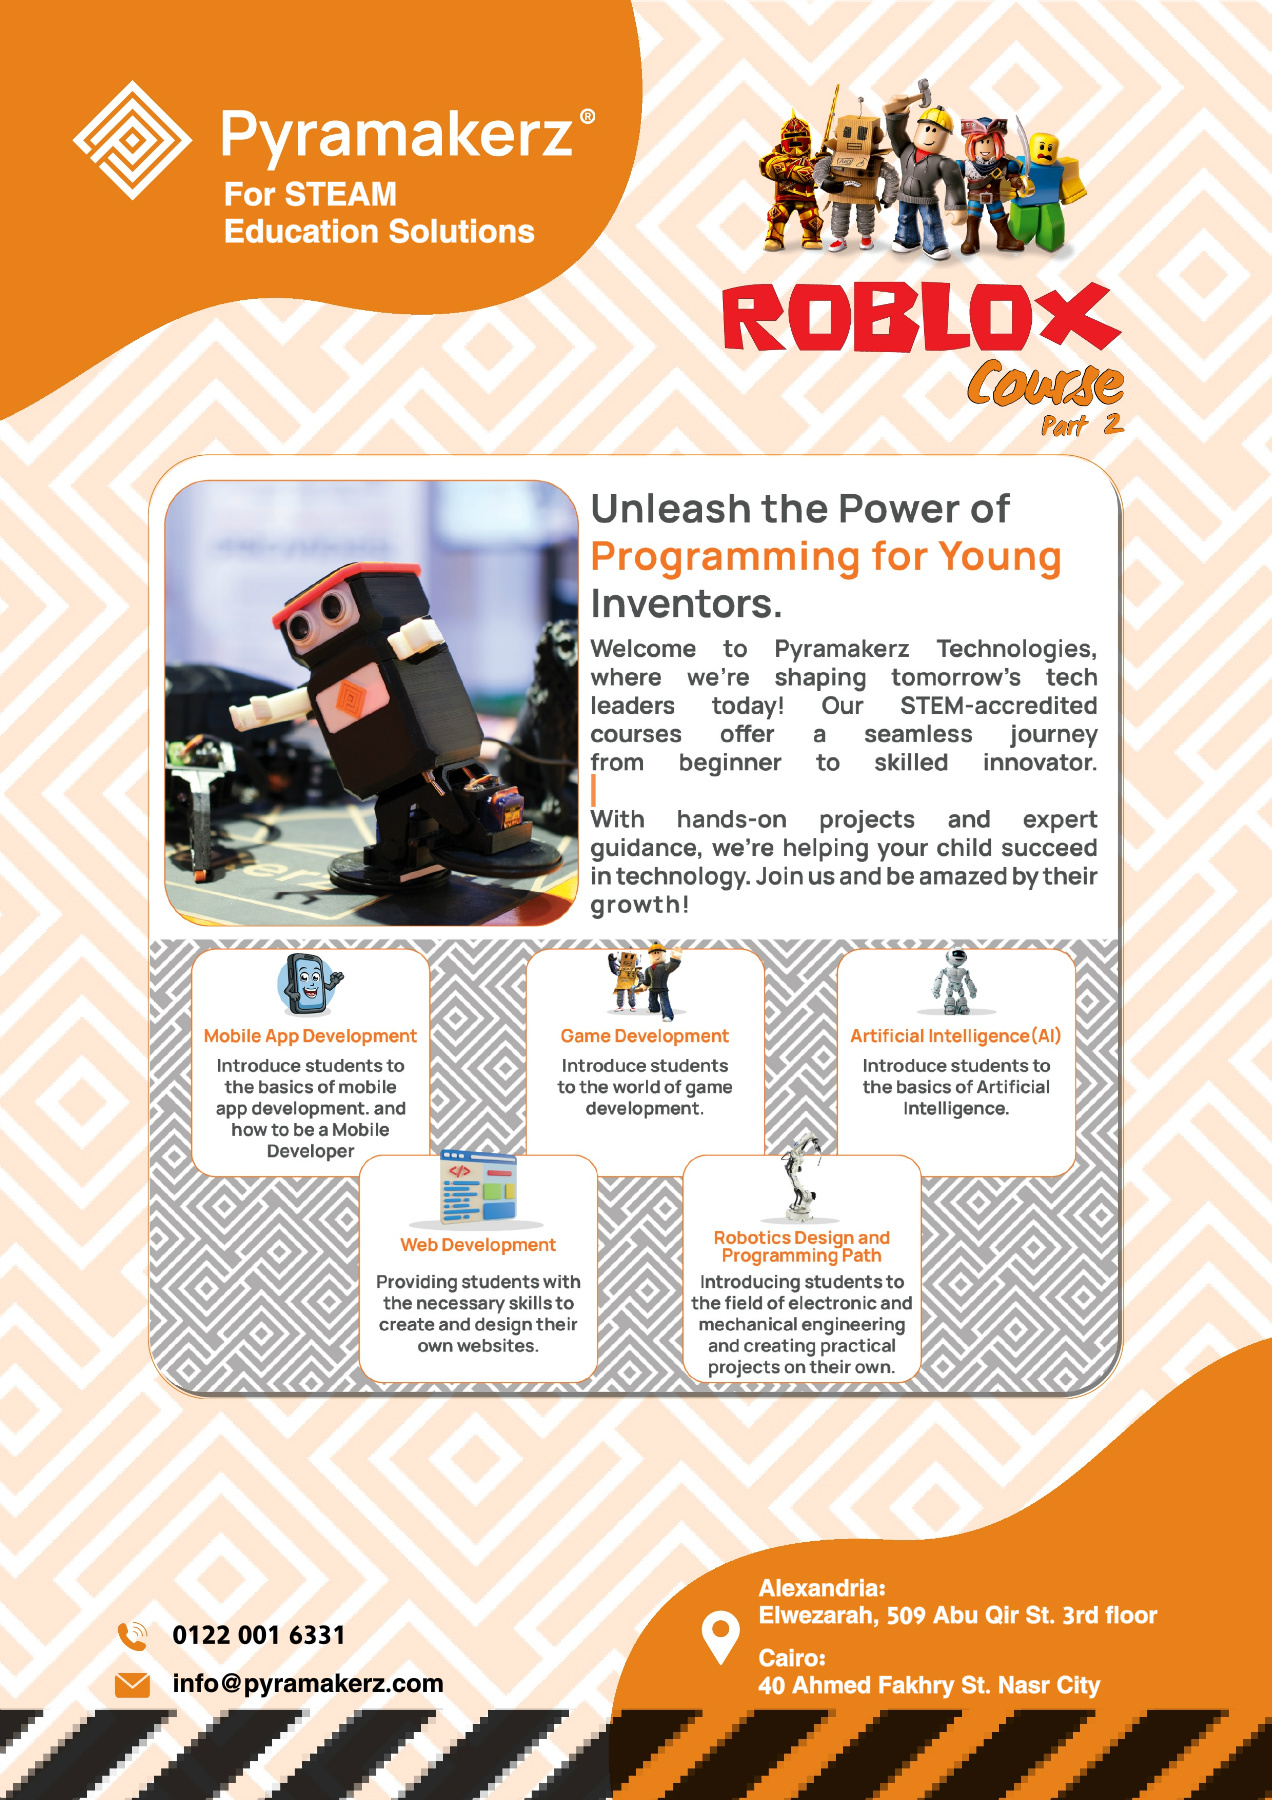 Pyramakerz®
For STEAM
Education Solutions
ROBLOX
Course
Part 2
Unleash the Power of
Programming for Young
Inventors.
Welcome to Pyramakerz Technologies,
where we're shaping tomorrow's tech
leaders today! Our STEM-accredited
courses offer a seamless journey
from beginner to skilled innovator.
With hands-on projects and expert
guidance, we're helping your child succeed
in technology. Join us and be amazed by their
growth!
Mobile App Development
Introduce students to
the basics of mobile
app development. and
how to be a Mobile
Developer
Game Development
Introduce students
to the world of game
development.
Artificial Intelligence(AI)
Introduce students to
the basics of Artificial
Intelligence.
Web Development
Providing students with
the necessary skills to
create and design their
own websites.
Robotics Design and
Programming Path
Introducing students to
the field of electronic and
mechanical engineering
and creating practical
projects on their own.
0122 001 6331
info@pyramakerz.com
Alexandria:
Elwezarah, 509 Abu Qir St. 3rd floor
Cairo:
40 Ahmed Fakhry St. Nasr City